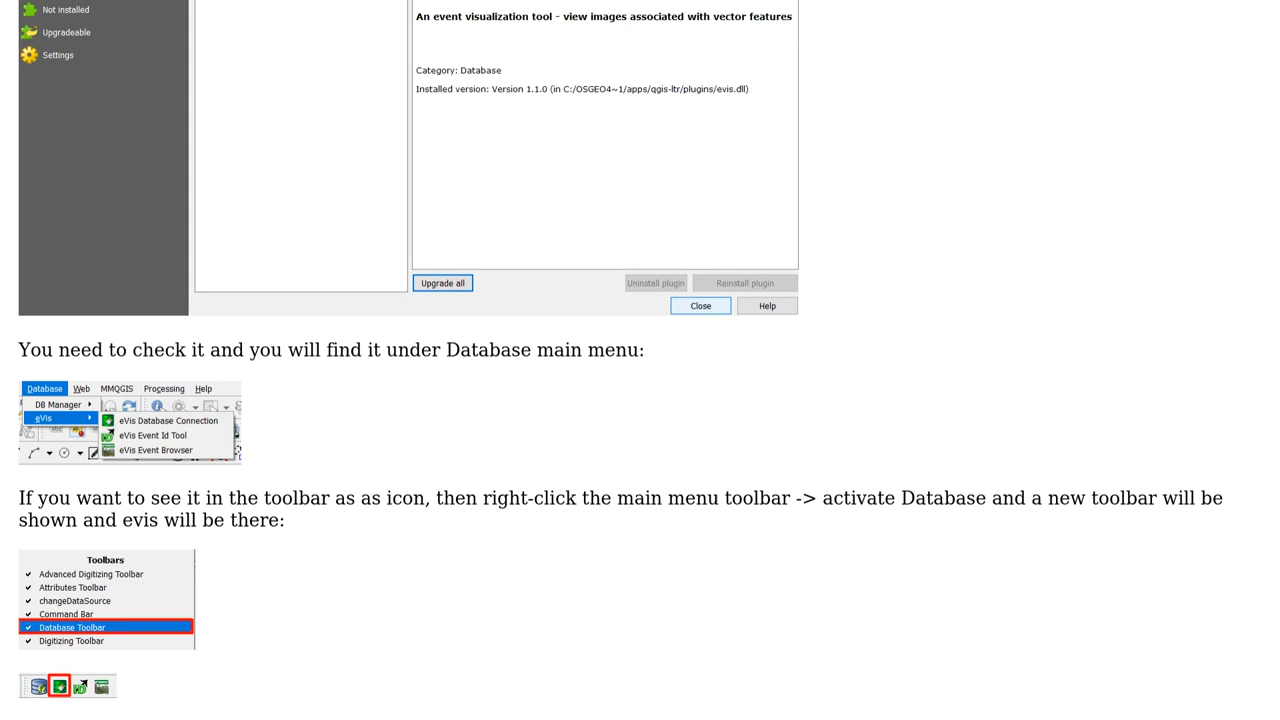 Not installed
Upgradeable
Settings
An event visualization tool - view images associated with vector features
Category: Database
Installed version: Version 1.1.0 (in C:/OSGEO4~1/apps/qgis-ltr/plugins/evis.dll)
Upgrade all
Uninstall plugin
Reinstall plugin
Close
Help
You need to check it and you will find it under Database main menu:
Database Web MMQGIS Processing Help
DB Manager
eVis
eVis Database Connection
eVis Event Id Tool
eVis Event Browser
If you want to see it in the toolbar as as icon, then right-click the main menu toolbar -> activate Database and a new toolbar will be
shown and evis will be there:
Toolbars
Advanced Digitizing Toolbar
Attributes Toolbar
changeDataSource
Command Bar
Database Toolbar
Digitizing Toolbar
ID